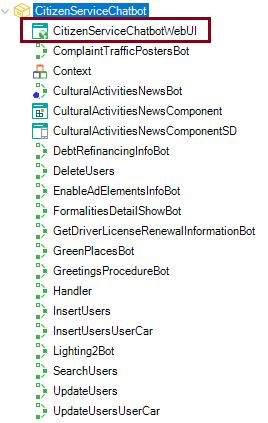 CitizenServiceChatbot
CitizenServiceChatbotWebUI
ComplaintTrafficPostersBot
Context
CulturalActivitiesNewsBot
CulturalActivitiesNewsComponent
CulturalActivitiesNewsComponentSD
DebtRefinancingInfoBot
DeleteUsers
EnableAdElementsInfoBot
FormalitiesDetailShowBot
GetDriverLicenseRenewalInformationBot
GreenPlacesBot
GreetingsProcedureBot
Handler
InsertUsers
InsertUsersUserCar
Lighting2Bot
SearchUsers
UpdateUsers
UpdateUsersUserCar